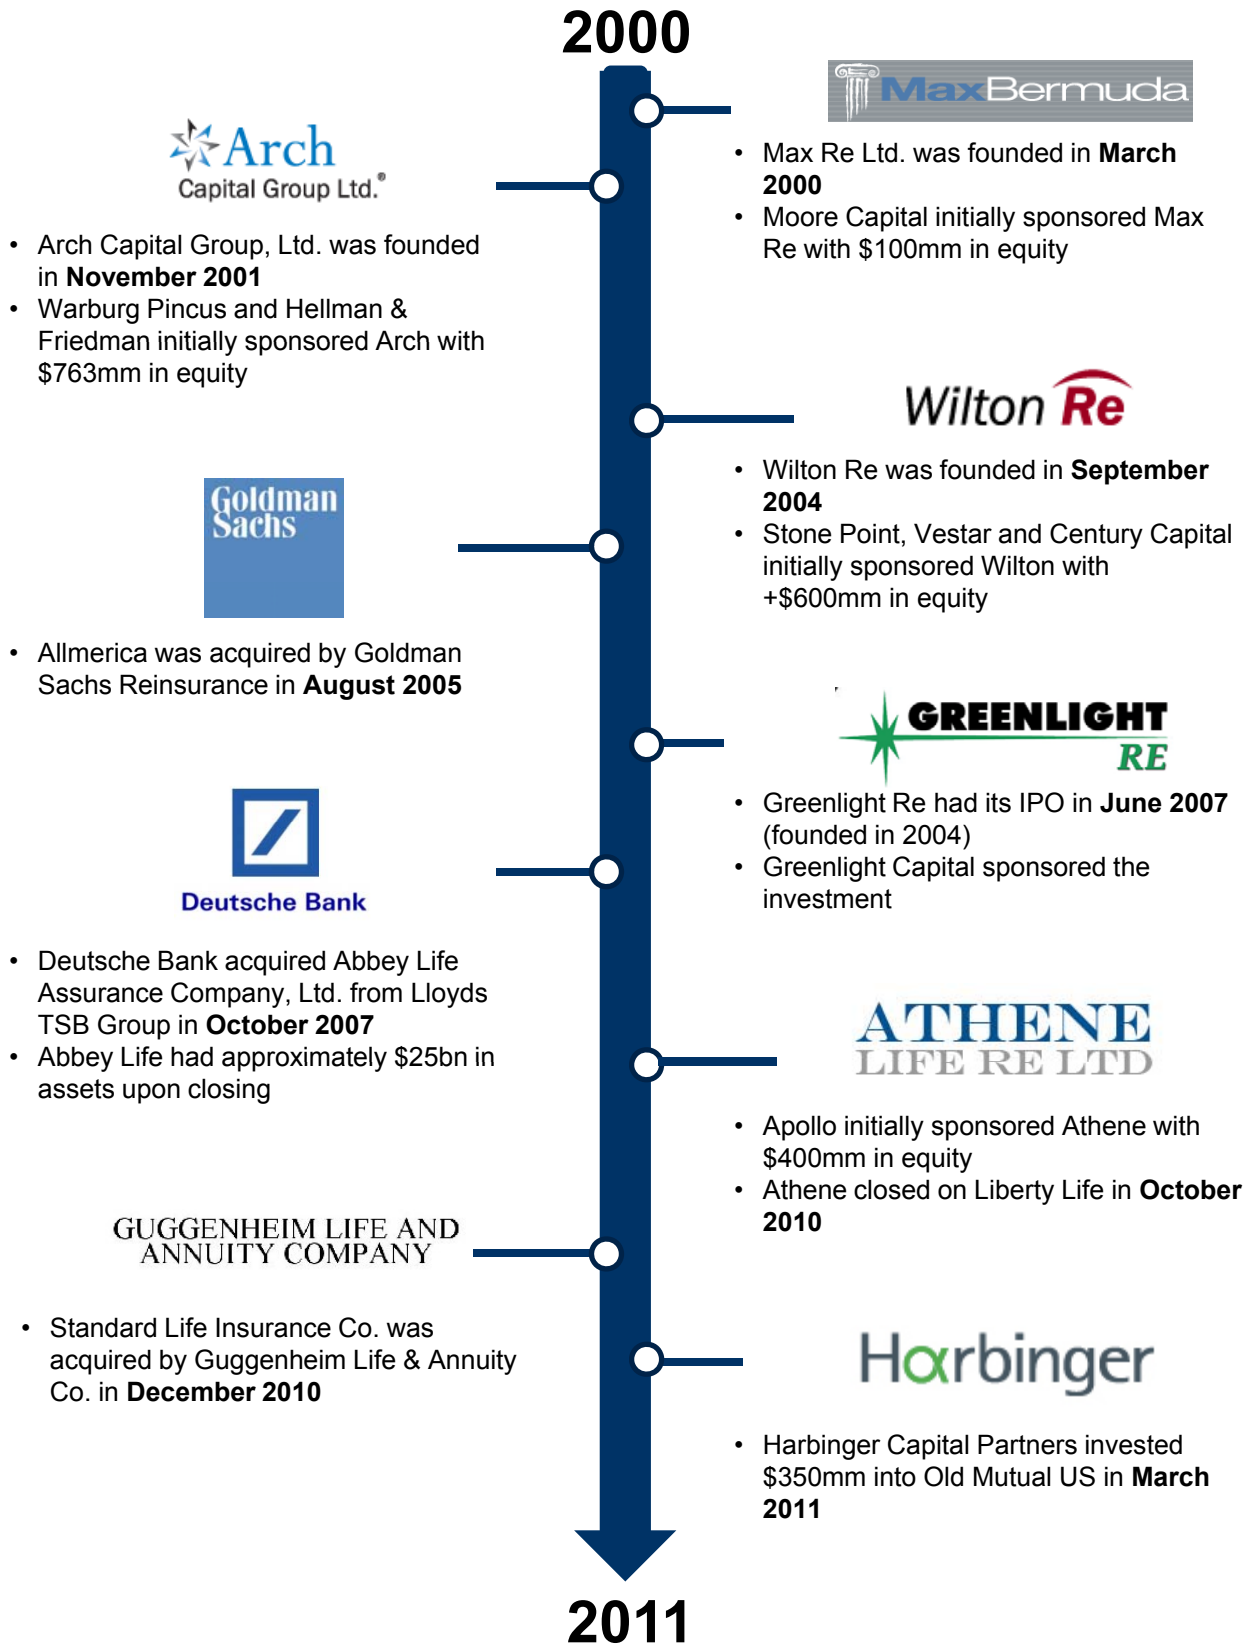 2000
MaxBermuda
• Max Re Ltd. was founded in March
2000
• Moore Capital initially sponsored Max
Re with $100mm in equity
Arch
Capital Group Ltd.®
• Arch Capital Group, Ltd. was founded
in November 2001
• Warburg Pincus and Hellman &
Friedman initially sponsored Arch with
$763mm in equity
Wilton Re
• Wilton Re was founded in September
2004
• Stone Point, Vestar and Century Capital
initially sponsored Wilton with
+$600mm in equity
Goldman
Sachs
• Allmerica was acquired by Goldman
Sachs Reinsurance in August 2005
GREENLIGHT
RE
• Greenlight Re had its IPO in June 2007
(founded in 2004)
• Greenlight Capital sponsored the
investment
Deutsche Bank
• Deutsche Bank acquired Abbey Life
Assurance Company, Ltd. from Lloyds
TSB Group in October 2007
• Abbey Life had approximately $25bn in
assets upon closing
ATHENE
LIFE RE LTD
• Apollo initially sponsored Athene with
$400mm in equity
• Athene closed on Liberty Life in October
2010
GUGGENHEIM LIFE AND
ANNUITY COMPANY
• Standard Life Insurance Co. was
acquired by Guggenheim Life & Annuity
Co. in December 2010
Harbinger
• Harbinger Capital Partners invested
$350mm into Old Mutual US in March
2011
2011